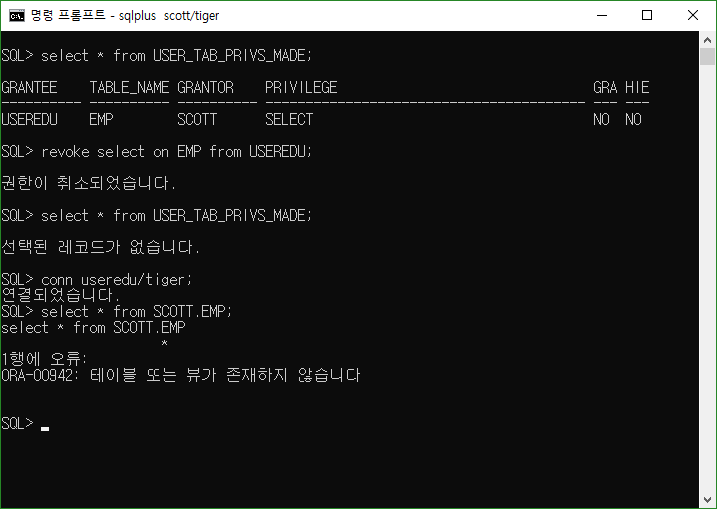 명령 프롬프트 - sqlplus  scott/tiger
SQL> select * from USER_TAB_PRIVS_MADE;
GRANTEE    TABLE_NAME GRANTOR    PRIVILEGE                                GRA HIE
---------- ---------- ---------- ---------------------------------------- --- ---
USEREDU    EMP        SCOTT      SELECT                                   NO  NO
SQL> revoke select on EMP from USEREDU;
권한이 취소되었습니다.
SQL> select * from USER_TAB_PRIVS_MADE;
선택된 레코드가 없습니다.
SQL> conn useredu/tiger;
연결되었습니다.
SQL> select * from SCOTT.EMP;
select * from SCOTT.EMP
                    *
1행에 오류:
ORA-00942: 테이블 또는 뷰가 존재하지 않습니다
SQL>